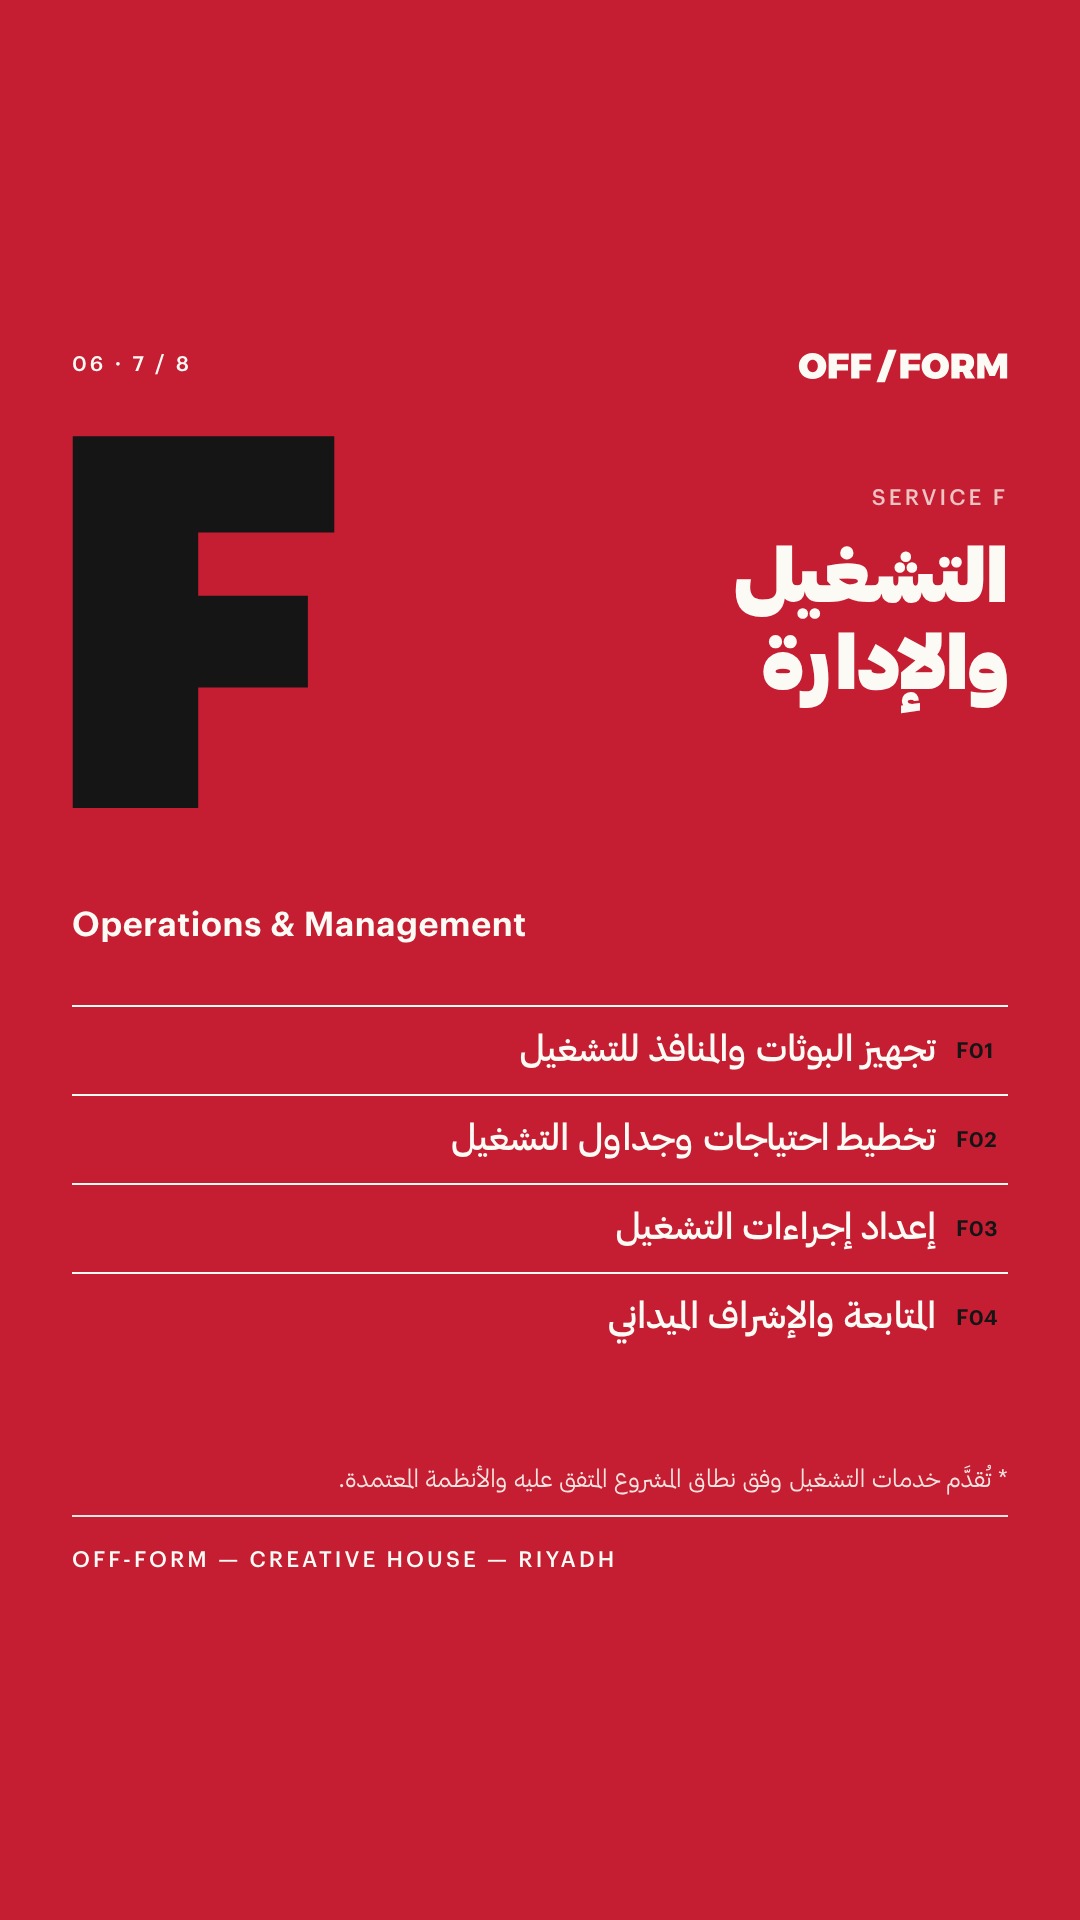 06 · 7 / 8
OFF/FORM
F
SERVICE F
التشغيل
والإدارة
Operations & Management
F01 تجهيز البوثات والمنافذ للتشغيل
F02 تخطيط احتياجات وجداول التشغيل
F03 إعداد إجراءات التشغيل
F04 المتابعة والإشراف الميداني
* تُقدَّم خدمات التشغيل وفق نطاق المشروع المتفق عليه والأنظمة المعتمدة.
OFF-FORM — CREATIVE HOUSE — RIYADH